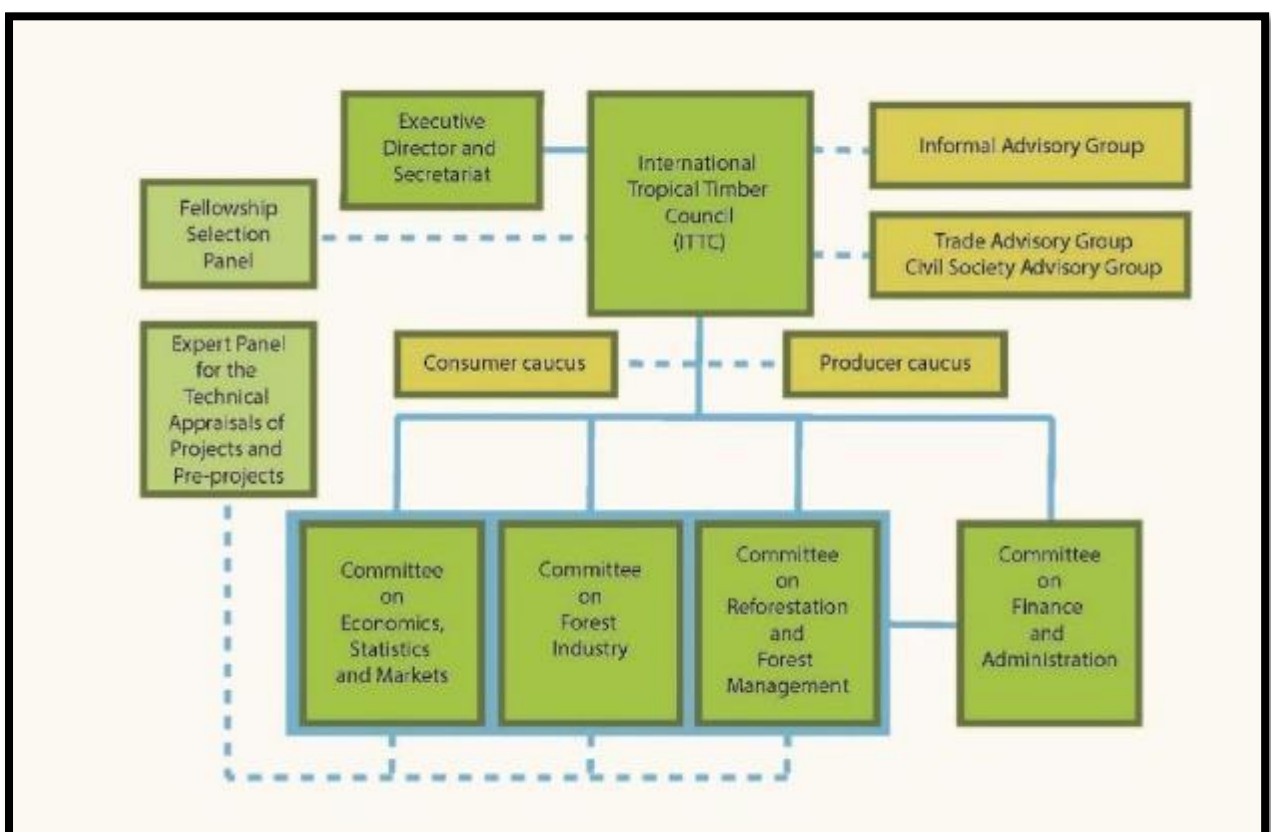 Executive
Director and
Secretariat
International
Tropical Timber
Council
(ITTC)
Informal Advisory Group
Fellowship
Selection
Panel
Trade Advisory Group
Civil Society Advisory Group
Expert Panel
for the
Technical
Appraisals of
Projects and
Pre-projects
Consumer caucus
Producer caucus
Committee
on
Economics,
Statistics
and Markets
Committee
on
Forest
Industry
Committee
on
Reforestation
and
Forest
Management
Committee
on
Finance
and
Administration